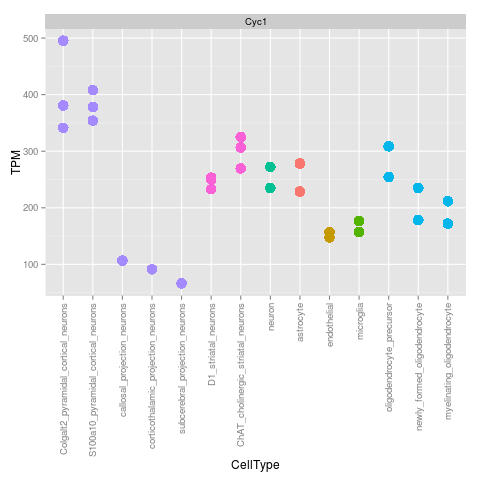 Cyc1
500
400
300
200
100
TPM
Colgalt2_pyramidal_cortical_neurons
S100a10_pyramidal_cortical_neurons
callosal_projection_neurons
corticothalamic_projection_neurons
subcerebral_projection_neurons
D1_striatal_neurons
ChAT_cholinergic_striatal_neurons
neuron
astrocyte
endothelial
microglia
oligodendrocyte_precursor
newly_formed_oligodendrocyte
myelinating_oligodendrocyte
CellType